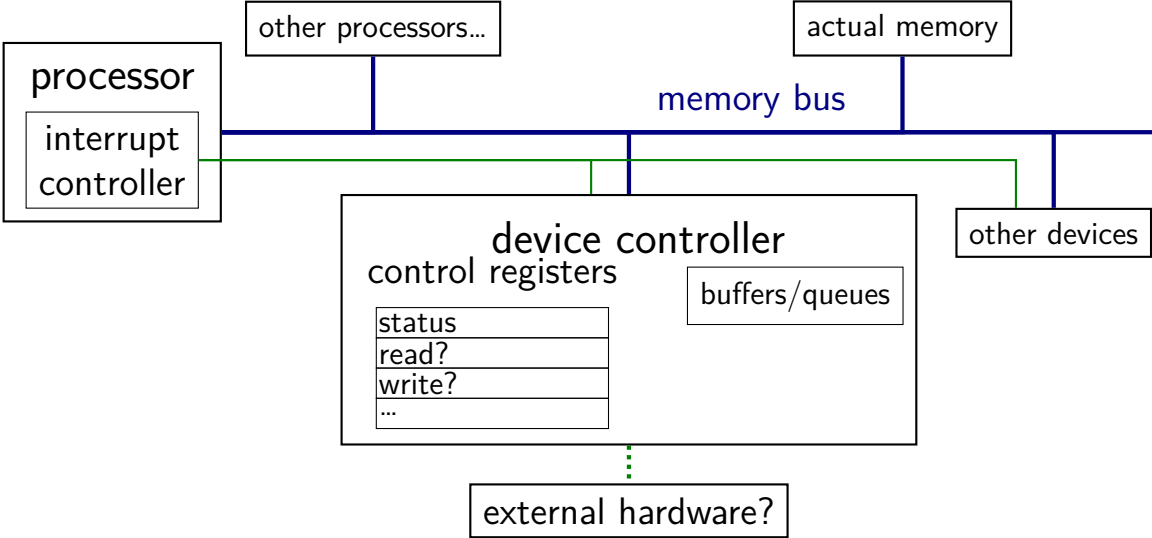 other processors…
actual memory
processor
memory bus
interrupt
controller
other devices
device controller
control registers
buffers/queues
status
read?
write?
…
external hardware?